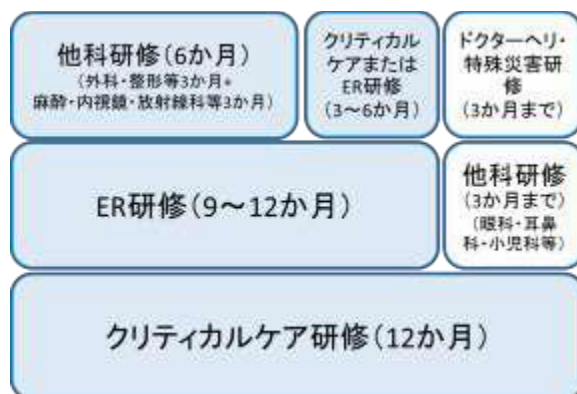 他科研修(6か月)
(外科・整形等3か月+
麻酔・内視鏡・放射線科等3か月)
クリティカル
ケアまたは
ER研修
(3～6か月)
ドクターヘリ・
特殊災害研
修
(3か月まで)
ER研修(9～12か月)
他科研修
(3か月まで)
(眼科・耳鼻
科・小児科等)
クリティカルケア研修(12か月)